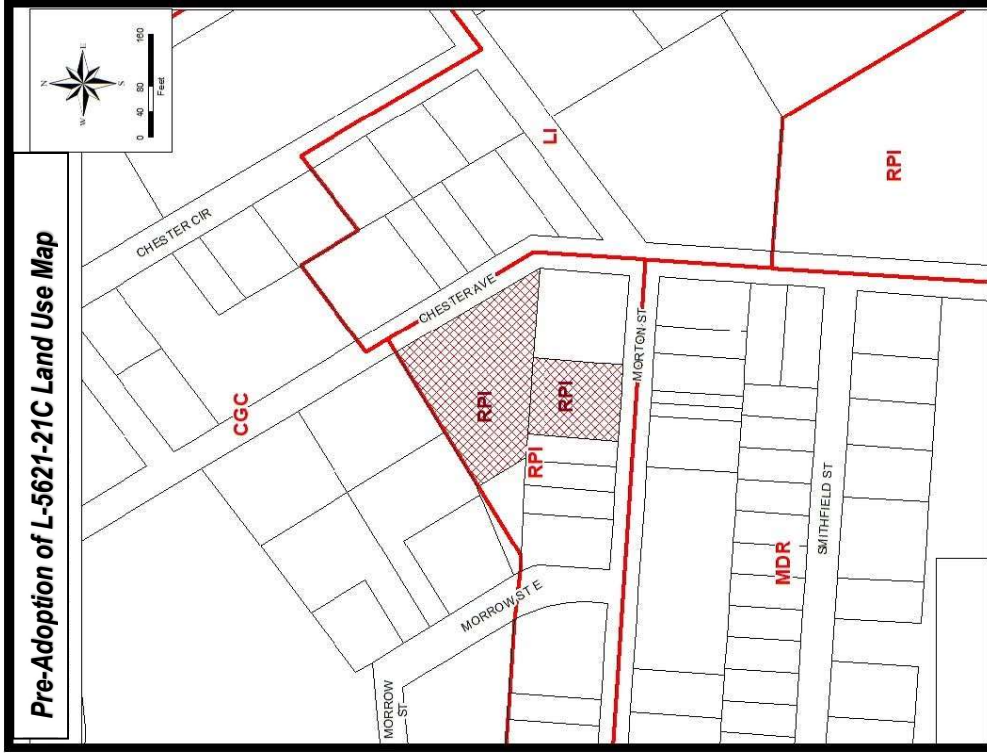 Pre-Adoption of L-5621-21C Land Use Map
N
E
S
W
0 40 80 160
Feet
CHESTER CIR
CGC
CHESTER AVE
LI
RPI
RPI
RPI
RPI
MORTON ST
MORROW ST E
MORROW
ST
MDR
SMITHFIELD ST